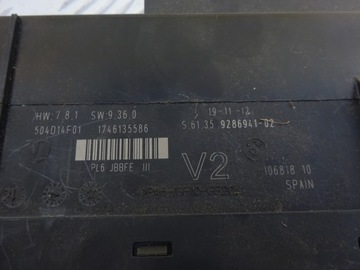 HW:7.8.1 SW:9.36.0
19-11-12
504D14F01 1746135586
S 61.35 9286941-02
PL6 JBBFE III
V2
106818 10
SPAIN